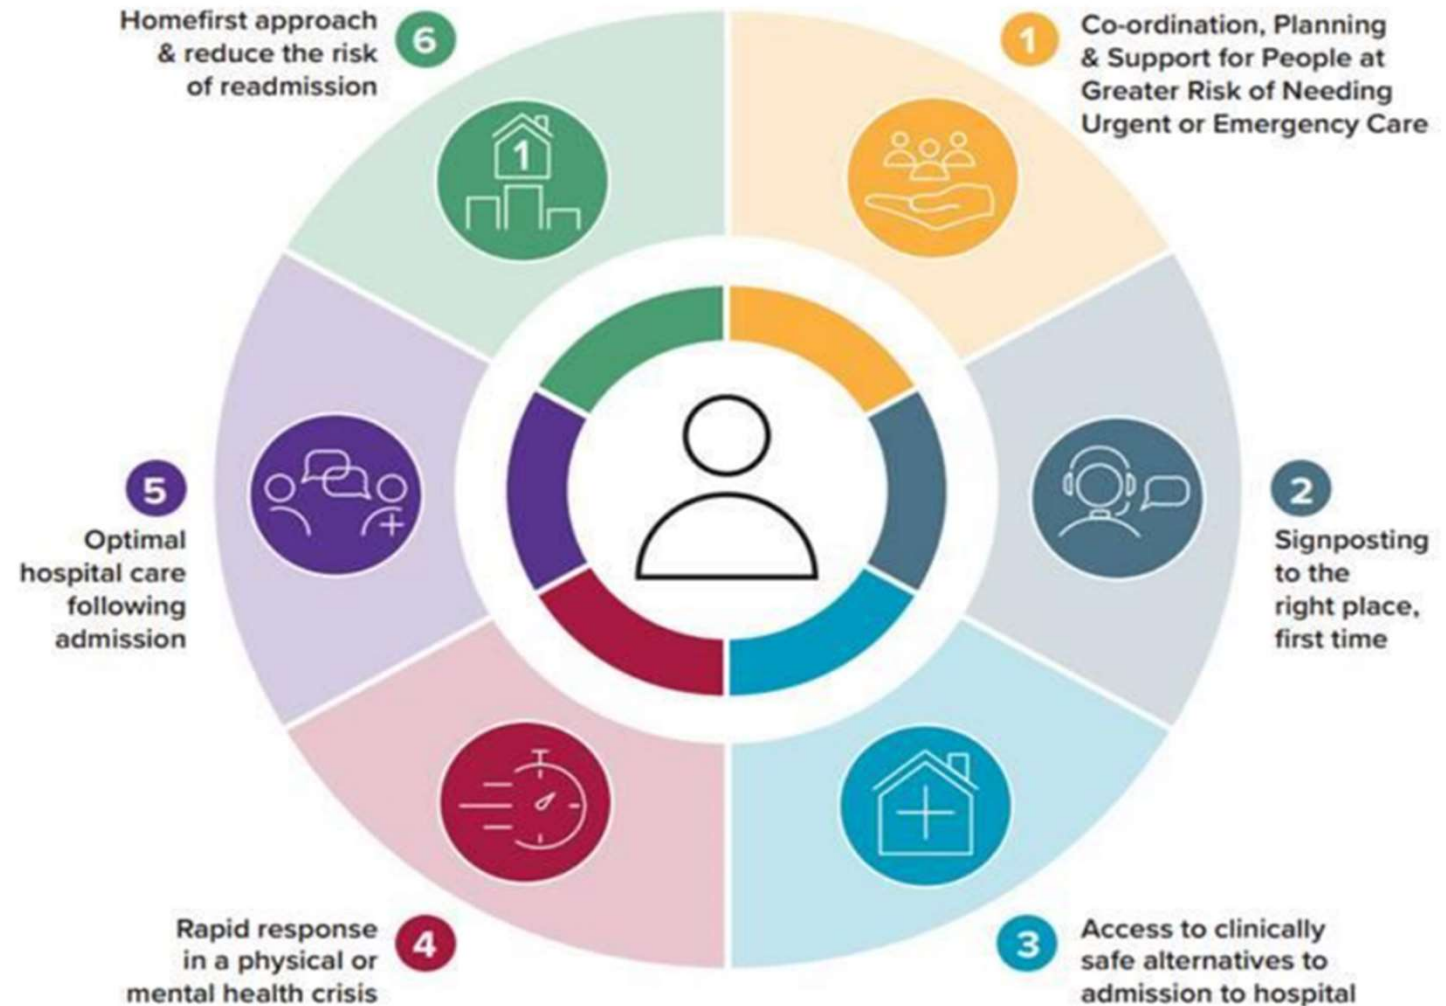 1
Co-ordination, Planning
& Support for People at
Greater Risk of Needing
Urgent or Emergency Care
2
Signposting
to the
right place,
first time
3
Access to clinically
safe alternatives to
admission to hospital
4
Rapid response
in a physical or
mental health crisis
5
Optimal
hospital care
following
admission
6
Homefirst approach
& reduce the risk
of readmission
1